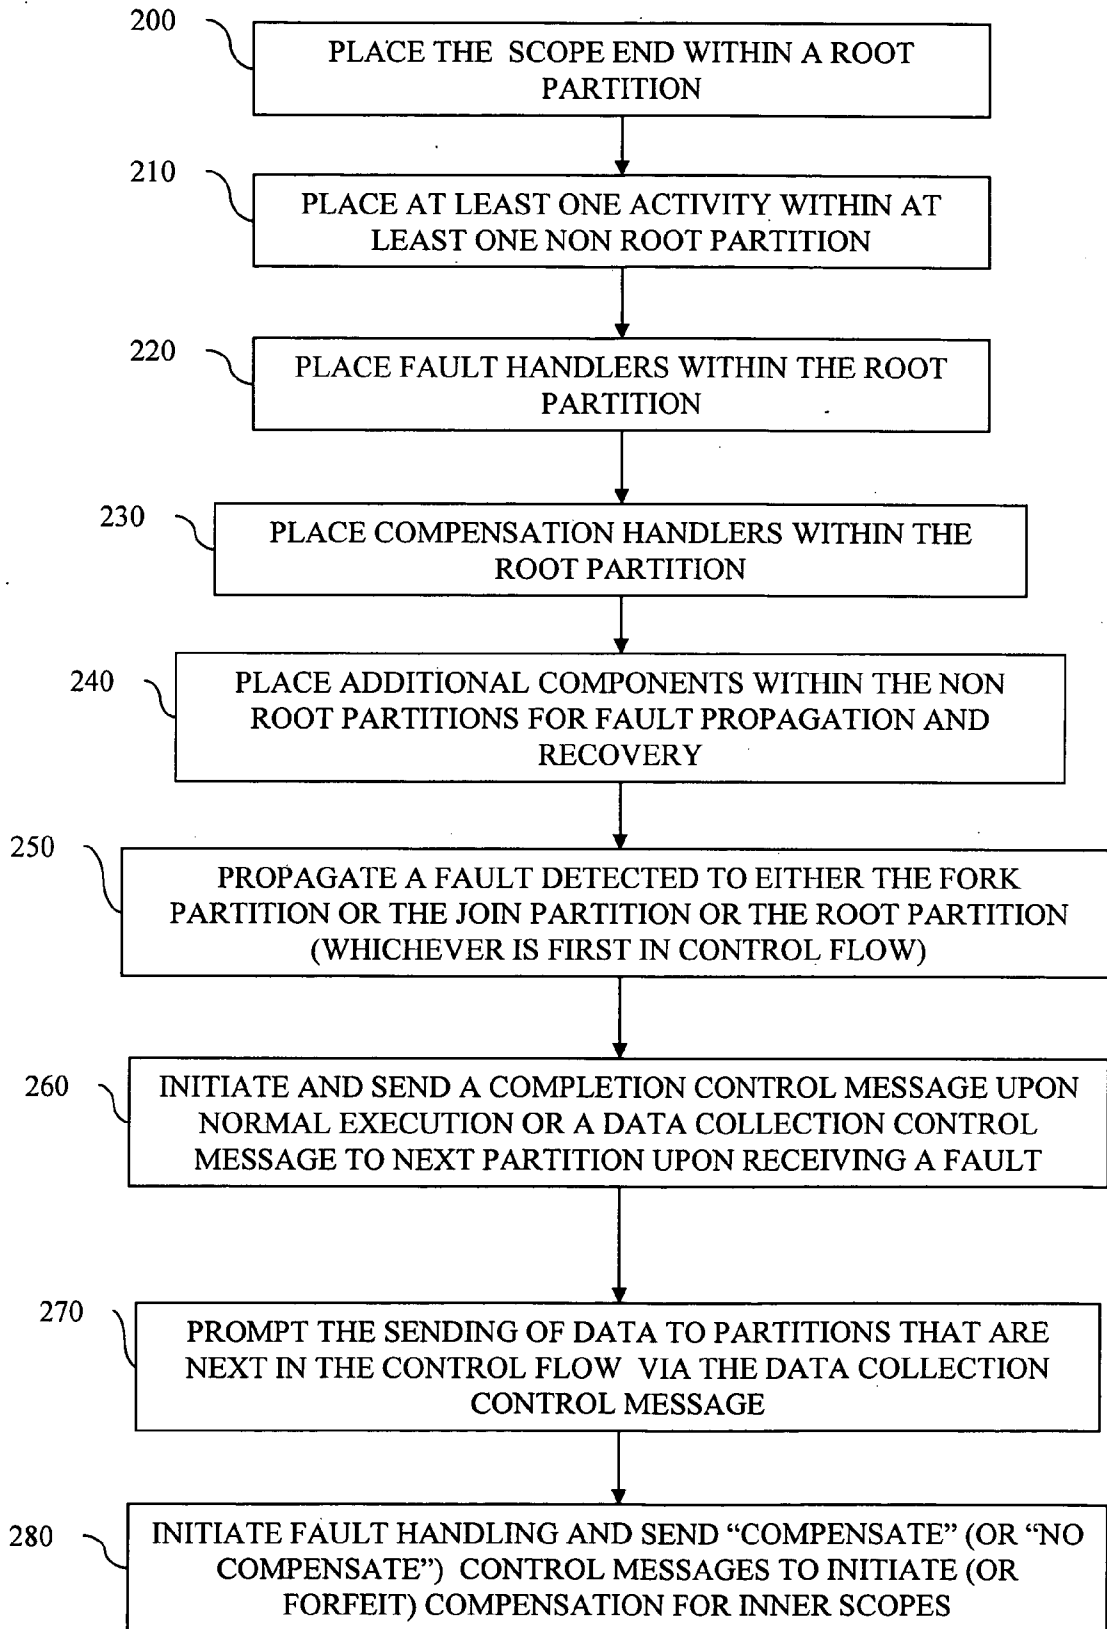 200
PLACE THE SCOPE END WITHIN A ROOT
PARTITION
210
PLACE AT LEAST ONE ACTIVITY WITHIN AT
LEAST ONE NON ROOT PARTITION
220
PLACE FAULT HANDLERS WITHIN THE ROOT
PARTITION
230
PLACE COMPENSATION HANDLERS WITHIN THE
ROOT PARTITION
240
PLACE ADDITIONAL COMPONENTS WITHIN THE NON
ROOT PARTITIONS FOR FAULT PROPAGATION AND
RECOVERY
250
PROPAGATE A FAULT DETECTED TO EITHER THE FORK
PARTITION OR THE JOIN PARTITION OR THE ROOT PARTITION
(WHICHEVER IS FIRST IN CONTROL FLOW)
260
INITIATE AND SEND A COMPLETION CONTROL MESSAGE UPON
NORMAL EXECUTION OR A DATA COLLECTION CONTROL
MESSAGE TO NEXT PARTITION UPON RECEIVING A FAULT
270
PROMPT THE SENDING OF DATA TO PARTITIONS THAT ARE
NEXT IN THE CONTROL FLOW VIA THE DATA COLLECTION
CONTROL MESSAGE
280
INITIATE FAULT HANDLING AND SEND “COMPENSATE” (OR “NO
COMPENSATE”) CONTROL MESSAGES TO INITIATE (OR
FORFEIT) COMPENSATION FOR INNER SCOPES